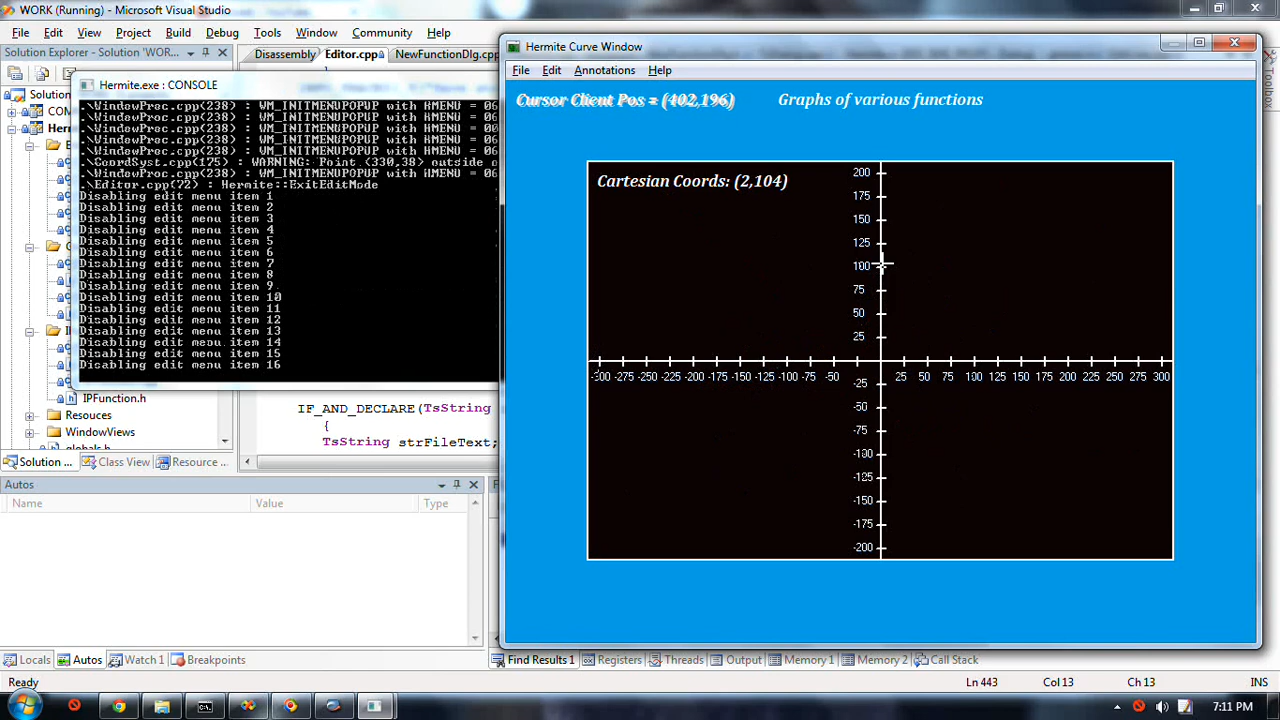 WORK (Running) - Microsoft Visual Studio
File Edit View Project Build Debug Tools Window Community Help
Solution Explorer - Solution 'WOR...
Disassembly Editor.cpp NewFunctionDlg.cpp
Hermite.exe : CONSOLE
.\WindowProc.cpp(238) : WM_INITMENUPOPUP with HMENU = 06
.\WindowProc.cpp(238) : WM_INITMENUPOPUP with HMENU = 06
.\WindowProc.cpp(238) : WM_INITMENUPOPUP with HMENU = 00
.\WindowProc.cpp(238) : WM_INITMENUPOPUP with HMENU = 06
.\WindowProc.cpp(238) : WM_INITMENUPOPUP with HMENU = 06
.\CoordSyst.cpp(175) : WARNING: Point (330,38) outside
.\WindowProc.cpp(238) : WM_INITMENUPOPUP with HMENU = 06
.\Editor.cpp(72) : Hermite::ExitEditMode
Disabling edit menu item 1
Disabling edit menu item 2
Disabling edit menu item 3
Disabling edit menu item 4
Disabling edit menu item 5
Disabling edit menu item 6
Disabling edit menu item 7
Disabling edit menu item 8
Disabling edit menu item 9
Disabling edit menu item 10
Disabling edit menu item 11
Disabling edit menu item 12
Disabling edit menu item 13
Disabling edit menu item 14
Disabling edit menu item 15
Disabling edit menu item 16
Solution
COM
Herm
IPFunction.h
Resouces
WindowViews
globals.h
IF_AND_DECLARE(TsString
{
TsString strFileText;
Solution ... Class View Resource ...
Autos
Name Value Type
Locals Autos Watch 1 Breakpoints
Hermite Curve Window
File Edit Annotations Help
Cursor Client Pos = (402,196) Graphs of various functions
Cartesian Coords: (2,104)
200
175
150
125
100
75
50
25
-300 -275 -250 -225 -200 -175 -150 -125 -100 -75 -50 25 50 75 100 125 150 175 200 225 250 275 300
-25
-50
-75
-100
-125
-150
-175
-200
Toolbox
Find Results 1 Registers Threads Output Memory 1 Memory 2 Call Stack
Ready Ln 443 Col 13 Ch 13 INS
7:11 PM